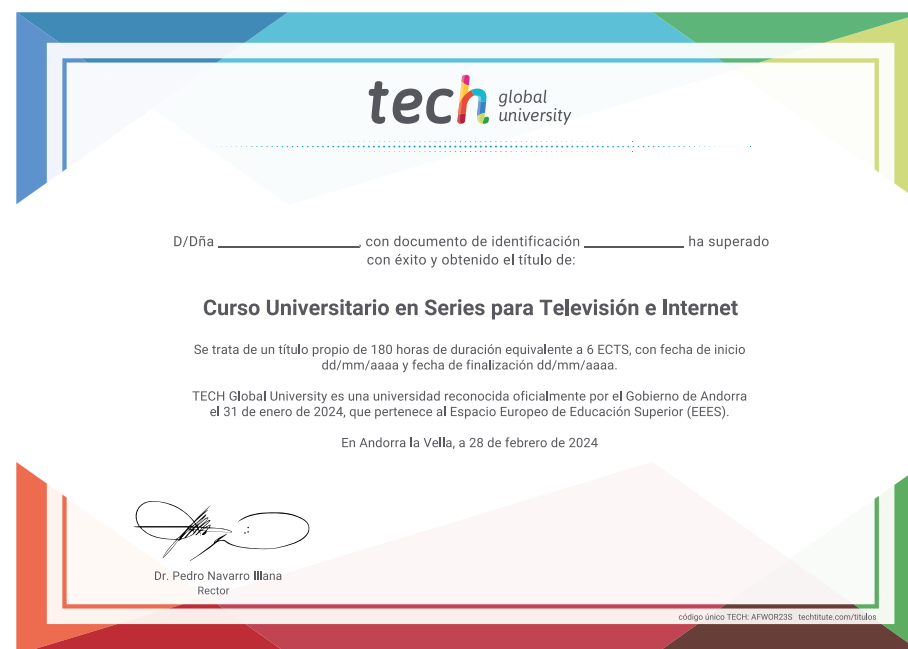 tech global university
D/Dña ____________________, con documento de identificación ______________ ha superado
con éxito y obtenido el título de:
Curso Universitario en Series para Televisión e Internet
Se trata de un título propio de 180 horas de duración equivalente a 6 ECTS, con fecha de inicio
dd/mm/aaaa y fecha de finalización dd/mm/aaaa.
TECH Global University es una universidad reconocida oficialmente por el Gobierno de Andorra
el 31 de enero de 2024, que pertenece al Espacio Europeo de Educación Superior (EEES).
En Andorra la Vella, a 28 de febrero de 2024
Dr. Pedro Navarro Illana
Rector
código único TECH: AFWOR23S techtitute.com/titulos